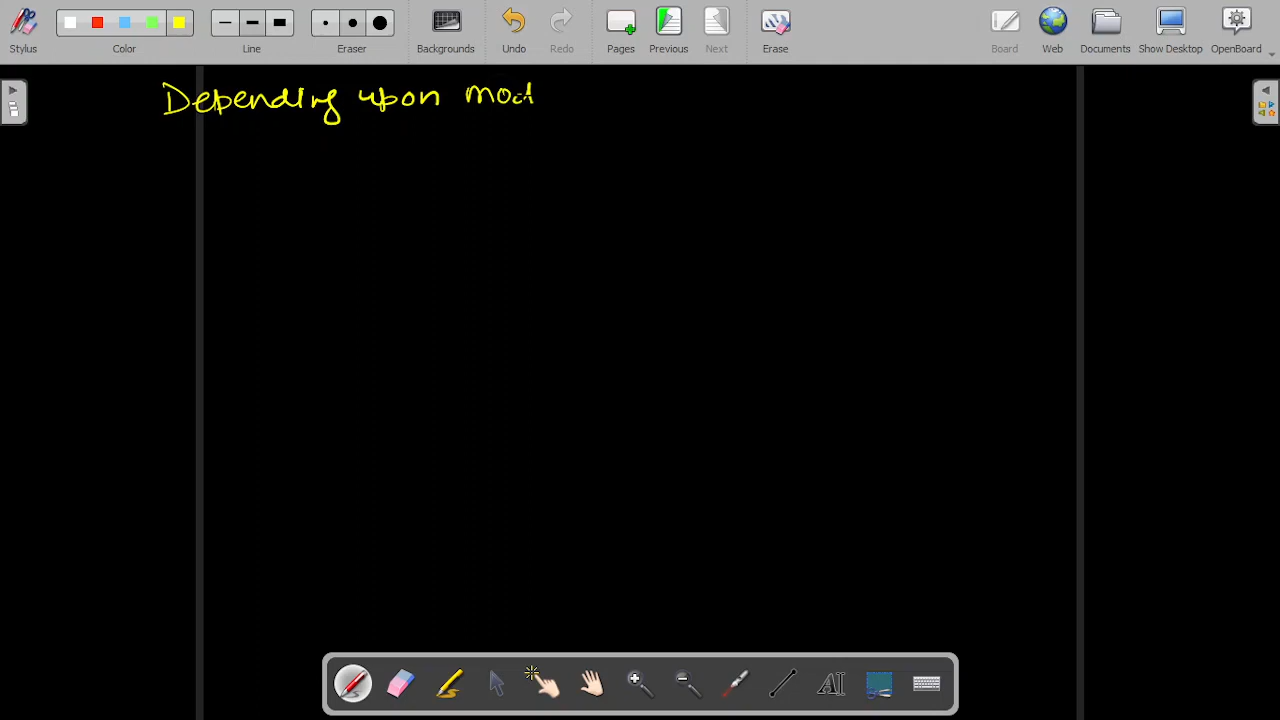 Stylus Color Line Eraser Backgrounds Undo Redo Pages Previous Next Erase Board Web Documents Show Desktop OpenBoard
Depending upon mod
AI